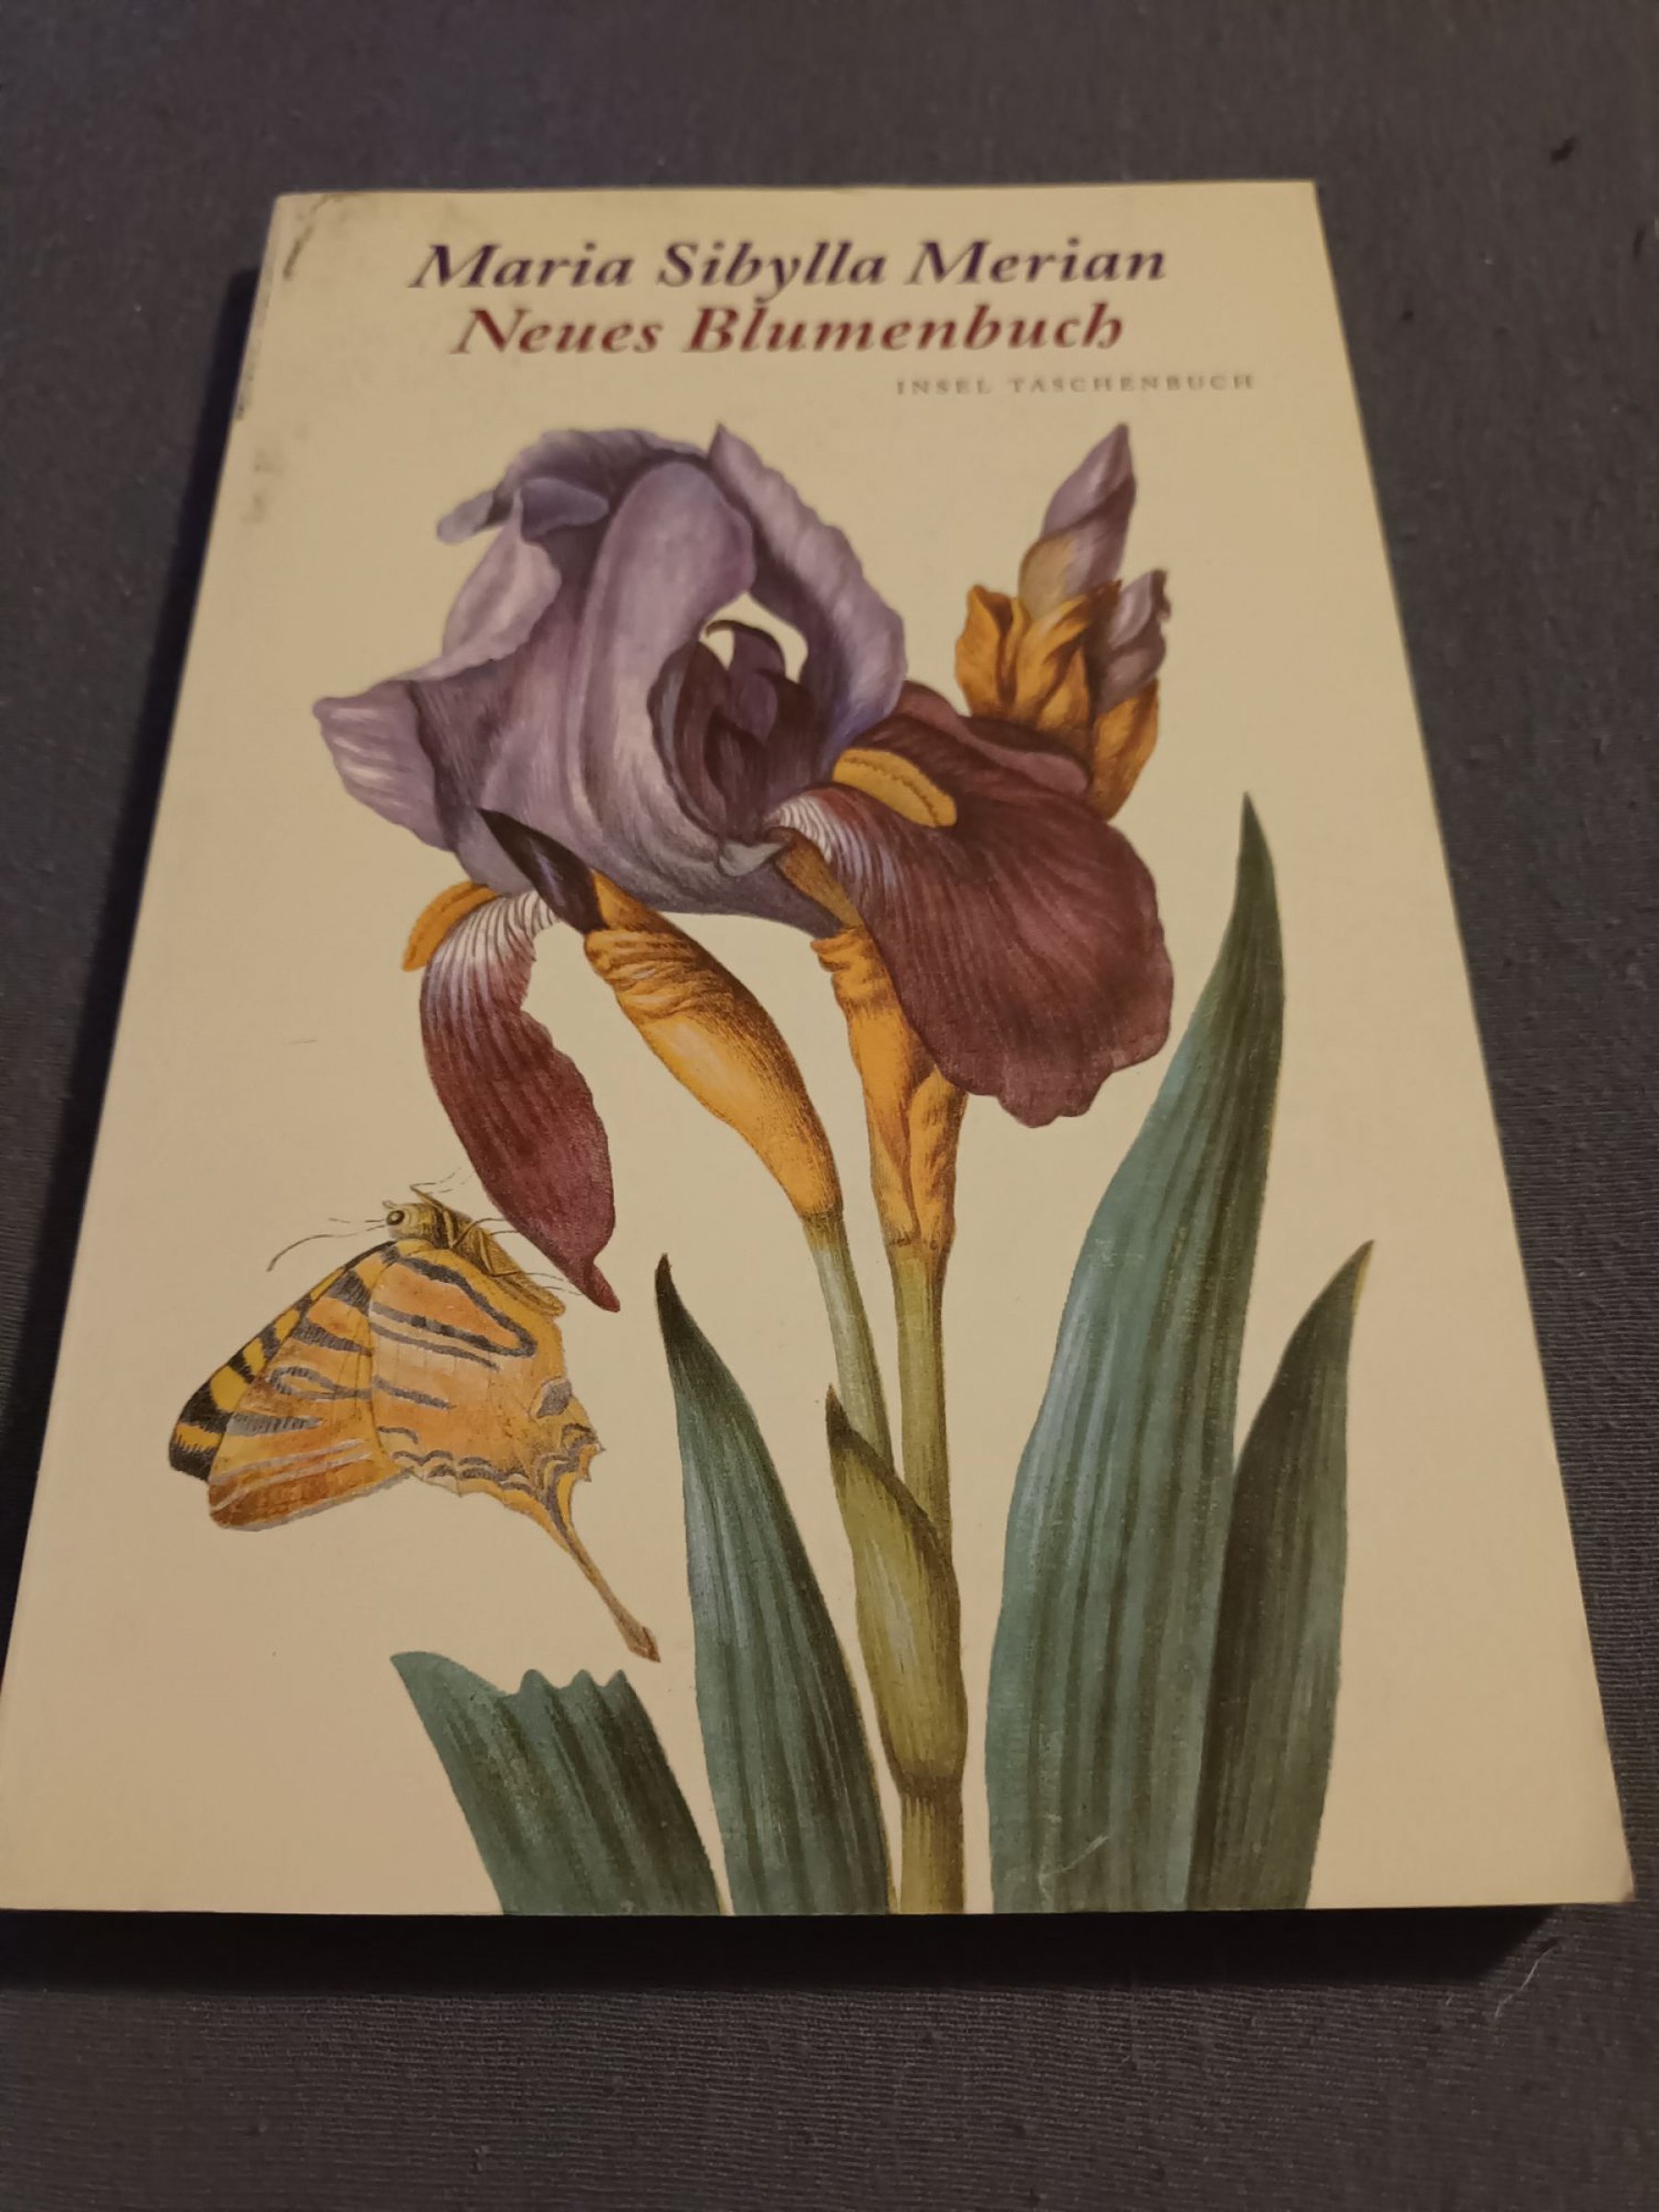 Maria Sibylla Merian
Neues Blumenbuch
INSEL TASCHENBUCH